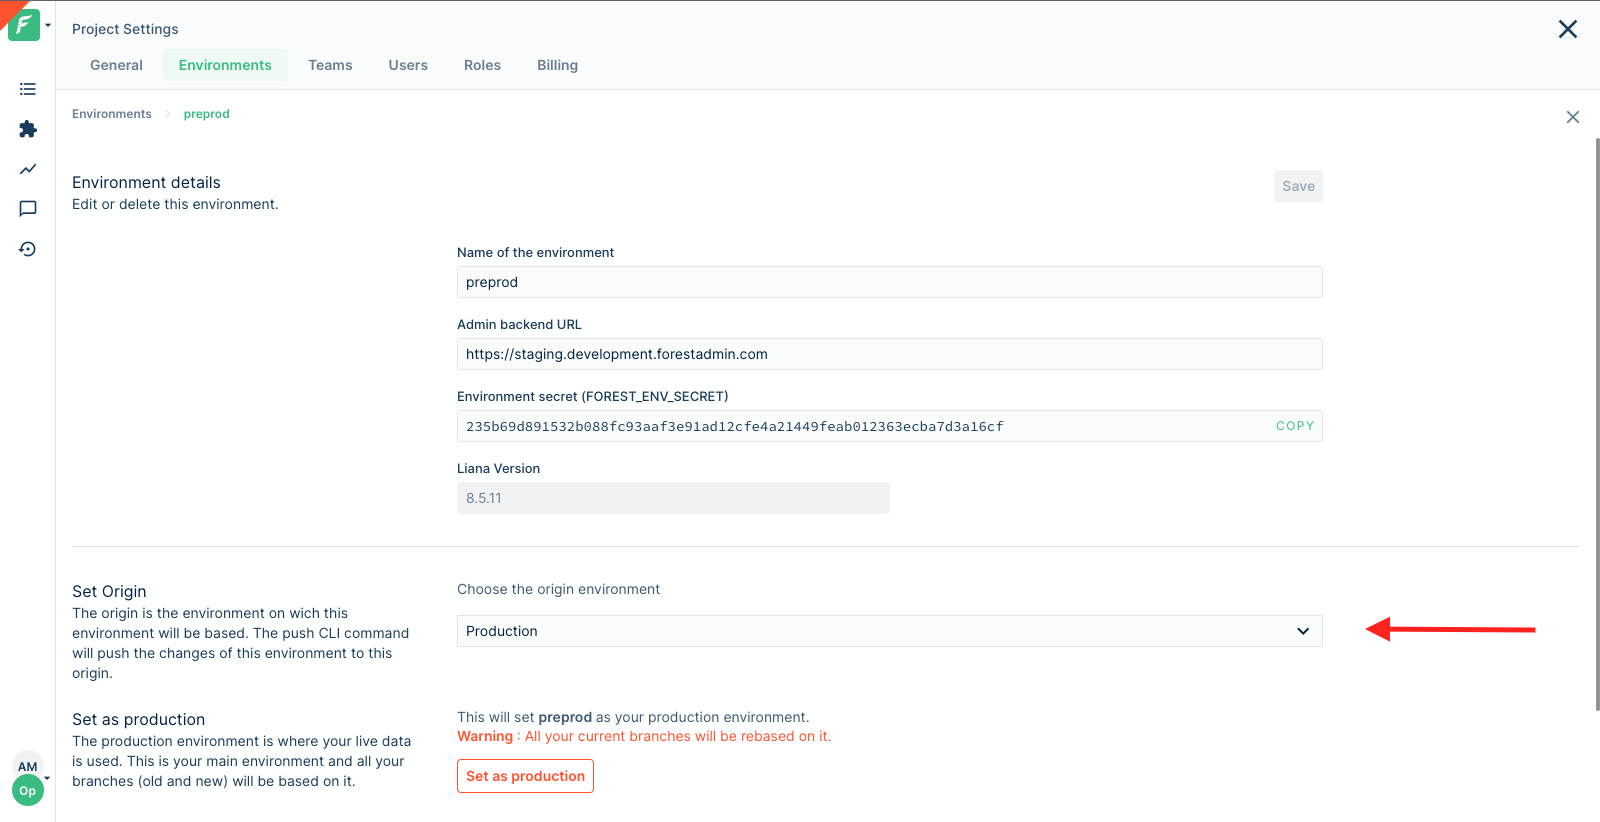 Project Settings
General
Environments
Teams
Users
Roles
Billing
Environments
preprod
Environment details
Edit or delete this environment.
Save
Name of the environment
preprod
Admin backend URL
https://staging.development.forestadmin.com
Environment secret (FOREST_ENV_SECRET)
235b69d891532b088fc93aaf3e91ad12cfe4a21449feab012363ecba7d3a16cf
COPY
Liana Version
8.5.11
Set Origin
The origin is the environment on wich this
environment will be based. The push CLI command
will push the changes of this environment to this
origin.
Choose the origin environment
Production
Set as production
The production environment is where your live data
is used. This is your main environment and all your
branches (old and new) will be based on it.
This will set preprod as your production environment.
Warning : All your current branches will be rebased on it.
Set as production
AM
Op